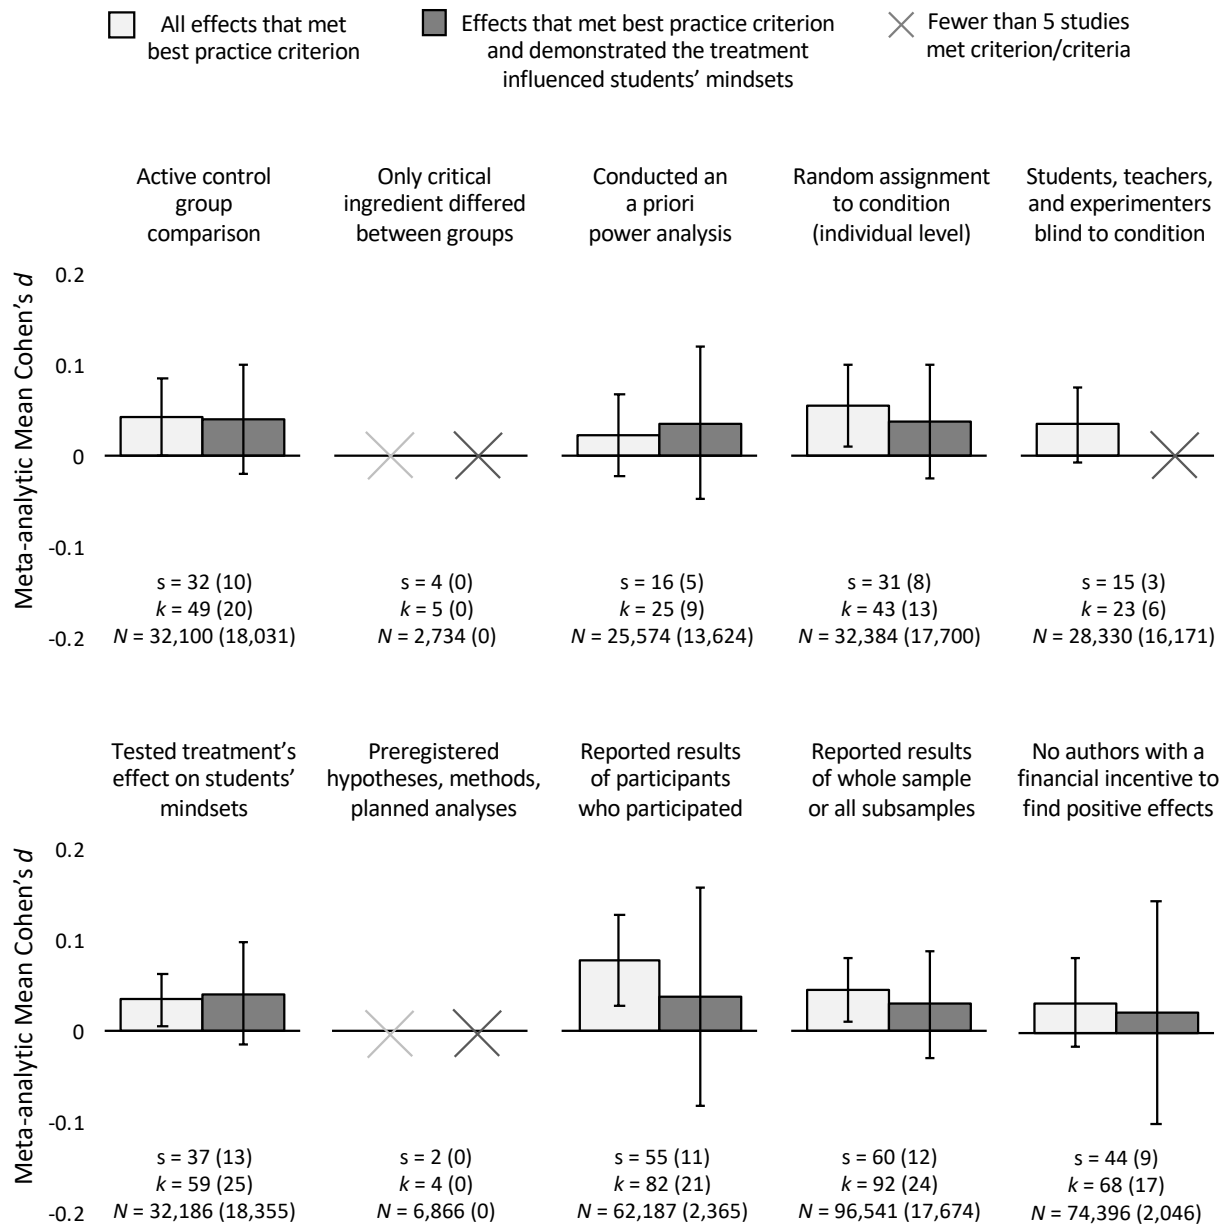 All effects that met
best practice criterion
Effects that met best practice criterion
and demonstrated the treatment
influenced students’ mindsets
Fewer than 5 studies
met criterion/criteria
Active control
group
comparison
Only critical
ingredient differed
between groups
Conducted an
a priori
power analysis
Random assignment
to condition
(individual level)
Students, teachers,
and experimenters
blind to condition
Meta-analytic Mean Cohen’s d
0.2
0.1
0
-0.1
-0.2
s = 32 (10)
k = 49 (20)
N = 32,100 (18,031)
s = 4 (0)
k = 5 (0)
N = 2,734 (0)
s = 16 (5)
k = 25 (9)
N = 25,574 (13,624)
s = 31 (8)
k = 43 (13)
N = 32,384 (17,700)
s = 15 (3)
k = 23 (6)
N = 28,330 (16,171)
Tested treatment’s
effect on students’
mindsets
Preregistered
hypotheses, methods,
planned analyses
Reported results
of participants
who participated
Reported results
of whole sample
or all subsamples
No authors with a
financial incentive to
find positive effects
Meta-analytic Mean Cohen’s d
0.2
0.1
0
-0.1
-0.2
s = 37 (13)
k = 59 (25)
N = 32,186 (18,355)
s = 2 (0)
k = 4 (0)
N = 6,866 (0)
s = 55 (11)
k = 82 (21)
N = 62,187 (2,365)
s = 60 (12)
k = 92 (24)
N = 96,541 (17,674)
s = 44 (9)
k = 68 (17)
N = 74,396 (2,046)